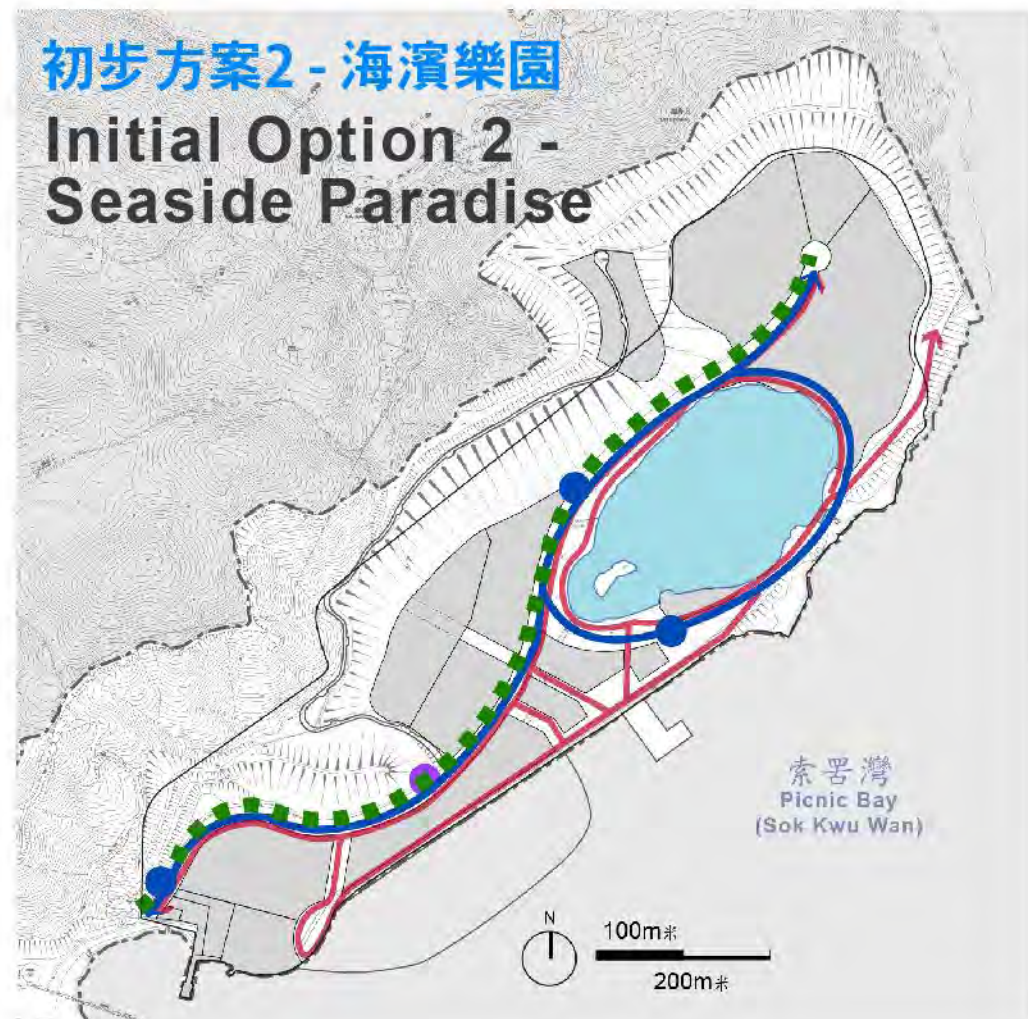 初步方案2 - 海濱樂園
Initial Option 2 -
Seaside Paradise
索罟灣
Picnic Bay
(Sok Kwu Wan)
N
100m米
200m米